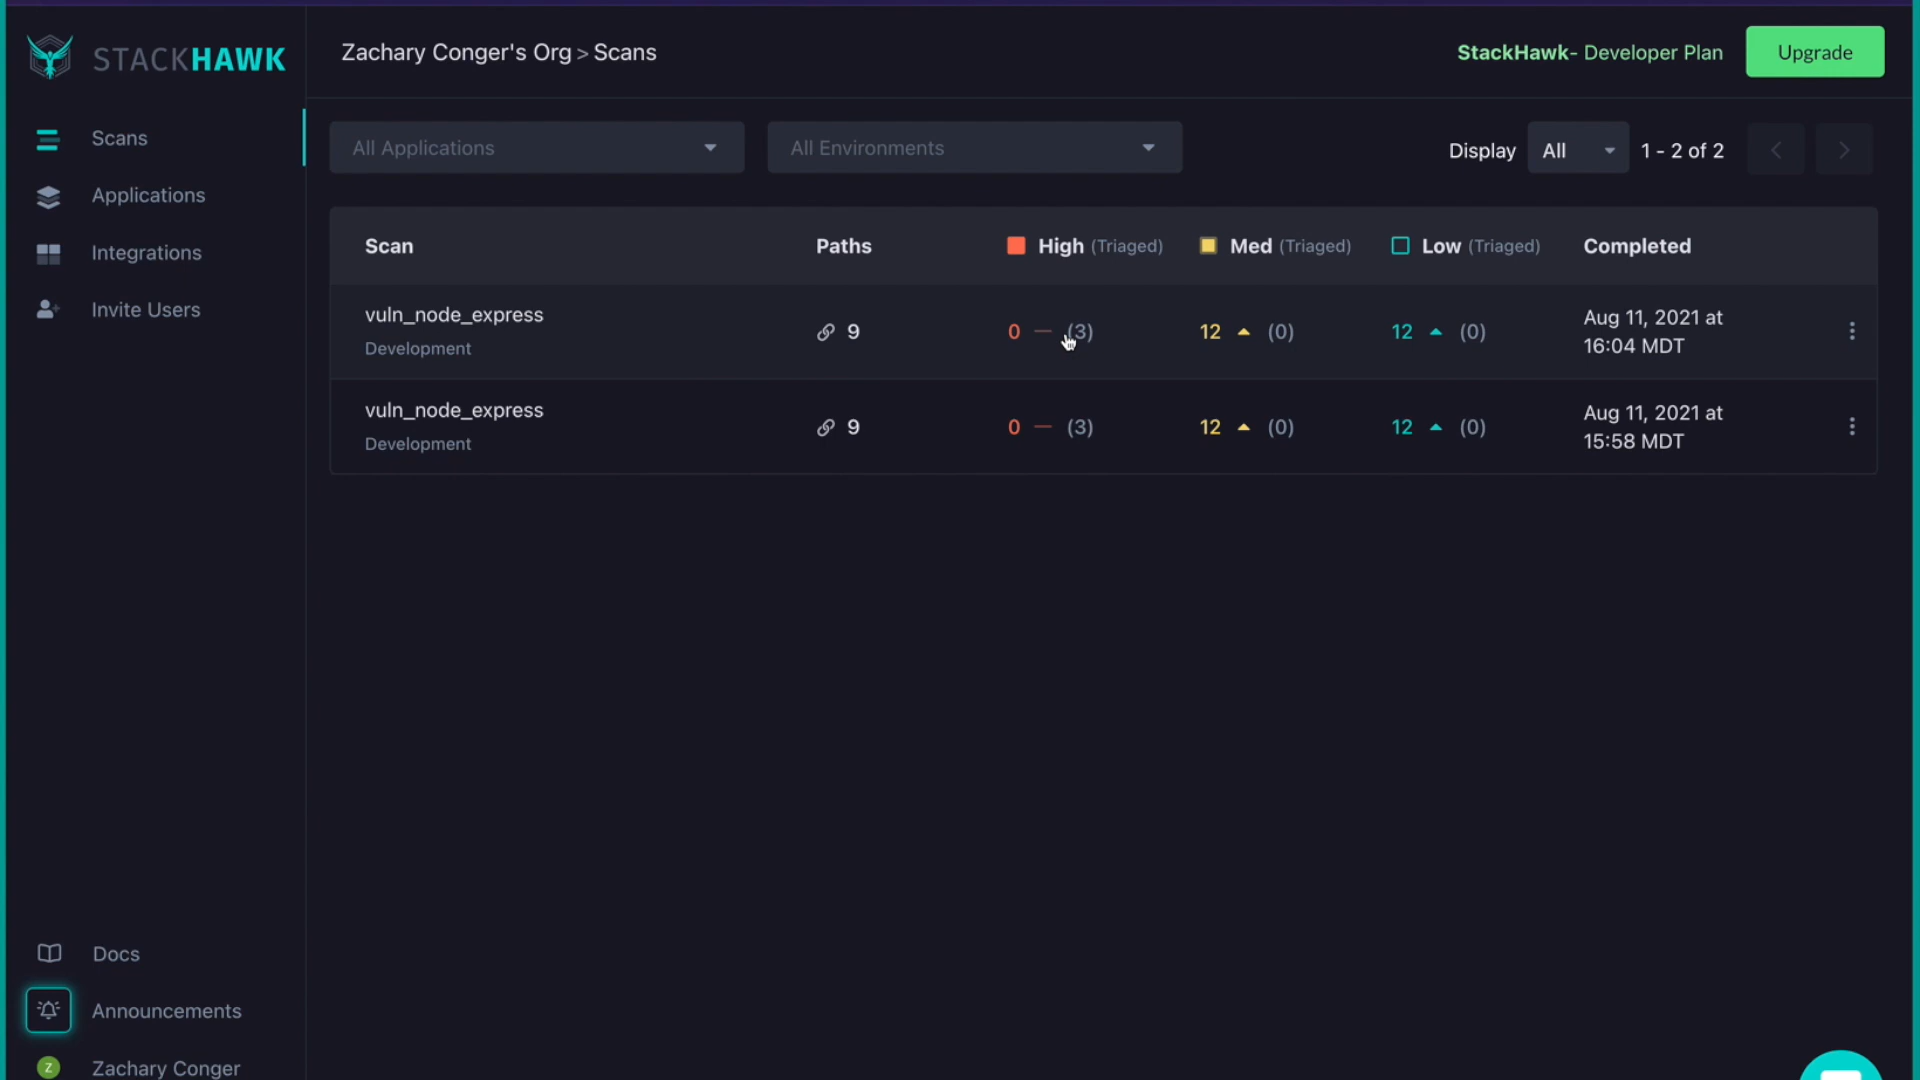 STACKHAWK
Zachary Conger's Org > Scans
StackHawk- Developer Plan
Upgrade
Scans
Applications
Integrations
Invite Users
All Applications
All Environments
Display
All
1 - 2 of 2
Scan
Paths
High (Triaged)
Med (Triaged)
Low (Triaged)
Completed
vuln_node_express
Development
9
0 — (3)
12 (0)
12 (0)
Aug 11, 2021 at
16:04 MDT
vuln_node_express
Development
9
0 — (3)
12 (0)
12 (0)
Aug 11, 2021 at
15:58 MDT
Docs
Announcements
Z
Zachary Conger